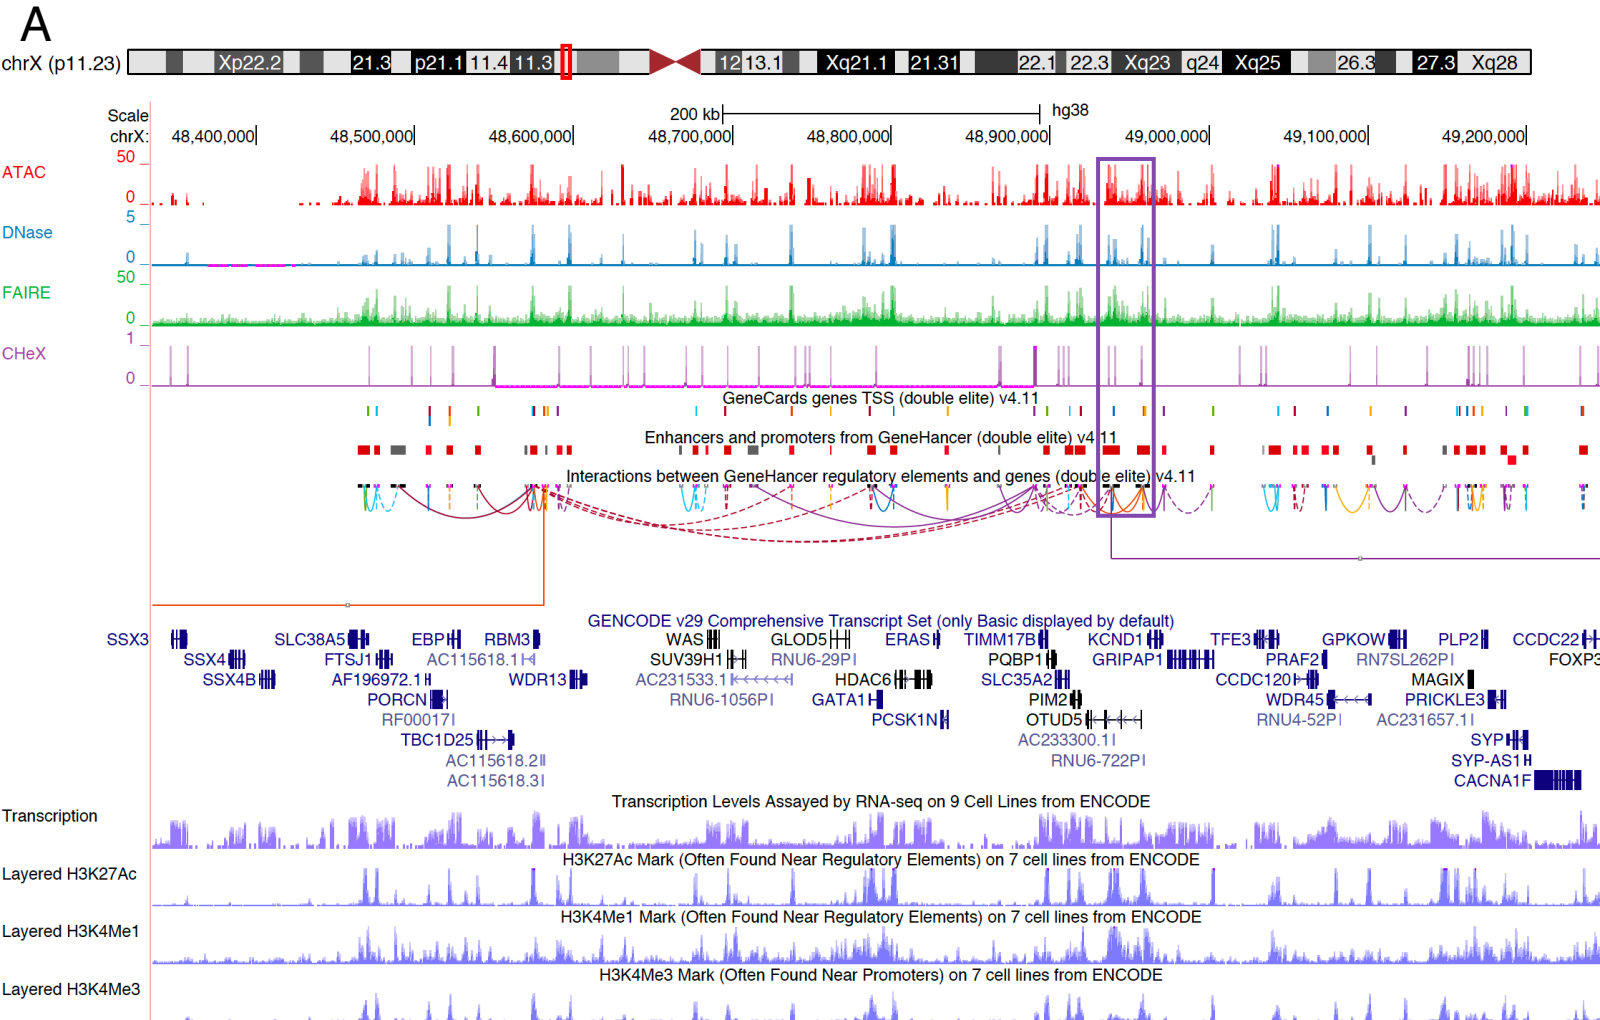 A
chrX (p11.23) Xp22.2 21.3 p21.1 11.4 11.3 12 13.1 Xq21.1 21.31 22.1 22.3 Xq23 q24 Xq25 26.3 27.3 Xq28
Scale 200 kb hg38
chrX: 48,400,000 48,500,000 48,600,000 48,700,000 48,800,000 48,900,000 49,000,000 49,100,000 49,200,000
50
ATAC
0
5
DNase
0
50
FAIRE
0
1
CHeX
0
GeneCards genes TSS (double elite) v4.11
Enhancers and promoters from GeneHancer (double elite) v4.11
Interactions between GeneHancer regulatory elements and genes (double elite) v4.11
GENCODE v29 Comprehensive Transcript Set (only Basic displayed by default)
SSX3 SLC38A5 EBP RBM3 WAS GLOD5 ERAS TIMM17B KCND1 TFE3 GPKOW PLP2 CCDC22
SSX4 FTSJ1 AC115618.1 SUV39H1 RNU6-29P PQBP1 GRIPAP1 PRAF2 RN7SL262P FOXP3
SSX4B AF196972.1 WDR13 AC231533.1 HDAC6 SLC35A2 CCDC120 MAGIX
PORCN RNU6-1056P GATA1 PIM2 WDR45 PRICKLE3
RF00017 PCSK1N OTUD5 RNU4-52P AC231657.1
TBC1D25 AC233300.1 SYP
AC115618.2 RNU6-722P SYP-AS1
AC115618.3 CACNA1F
Transcription Levels Assayed by RNA-seq on 9 Cell Lines from ENCODE
Transcription
H3K27Ac Mark (Often Found Near Regulatory Elements) on 7 cell lines from ENCODE
Layered H3K27Ac
H3K4Me1 Mark (Often Found Near Regulatory Elements) on 7 cell lines from ENCODE
Layered H3K4Me1
H3K4Me3 Mark (Often Found Near Promoters) on 7 cell lines from ENCODE
Layered H3K4Me3